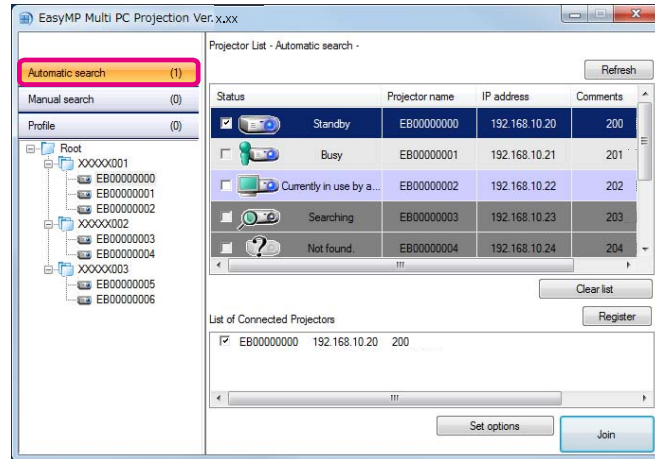 EasyMP Multi PC Projection Ver.x.xx
Projector List - Automatic search -
Automatic search (1)
Refresh
Manual search (0)
Profile (0)
Root
XXXXX001
EB00000000
EB00000001
EB00000002
XXXXX002
EB00000003
EB00000004
XXXXX003
EB00000005
EB00000006
Status Projector name IP address Comments
Standby EB00000000 192.168.10.20 200
Busy EB00000001 192.168.10.21 201
Currently in use by a... EB00000002 192.168.10.22 202
Searching EB00000003 192.168.10.23 203
Not found. EB00000004 192.168.10.24 204
Clear list
List of Connected Projectors
Register
EB00000000 192.168.10.20 200
Set options
Join